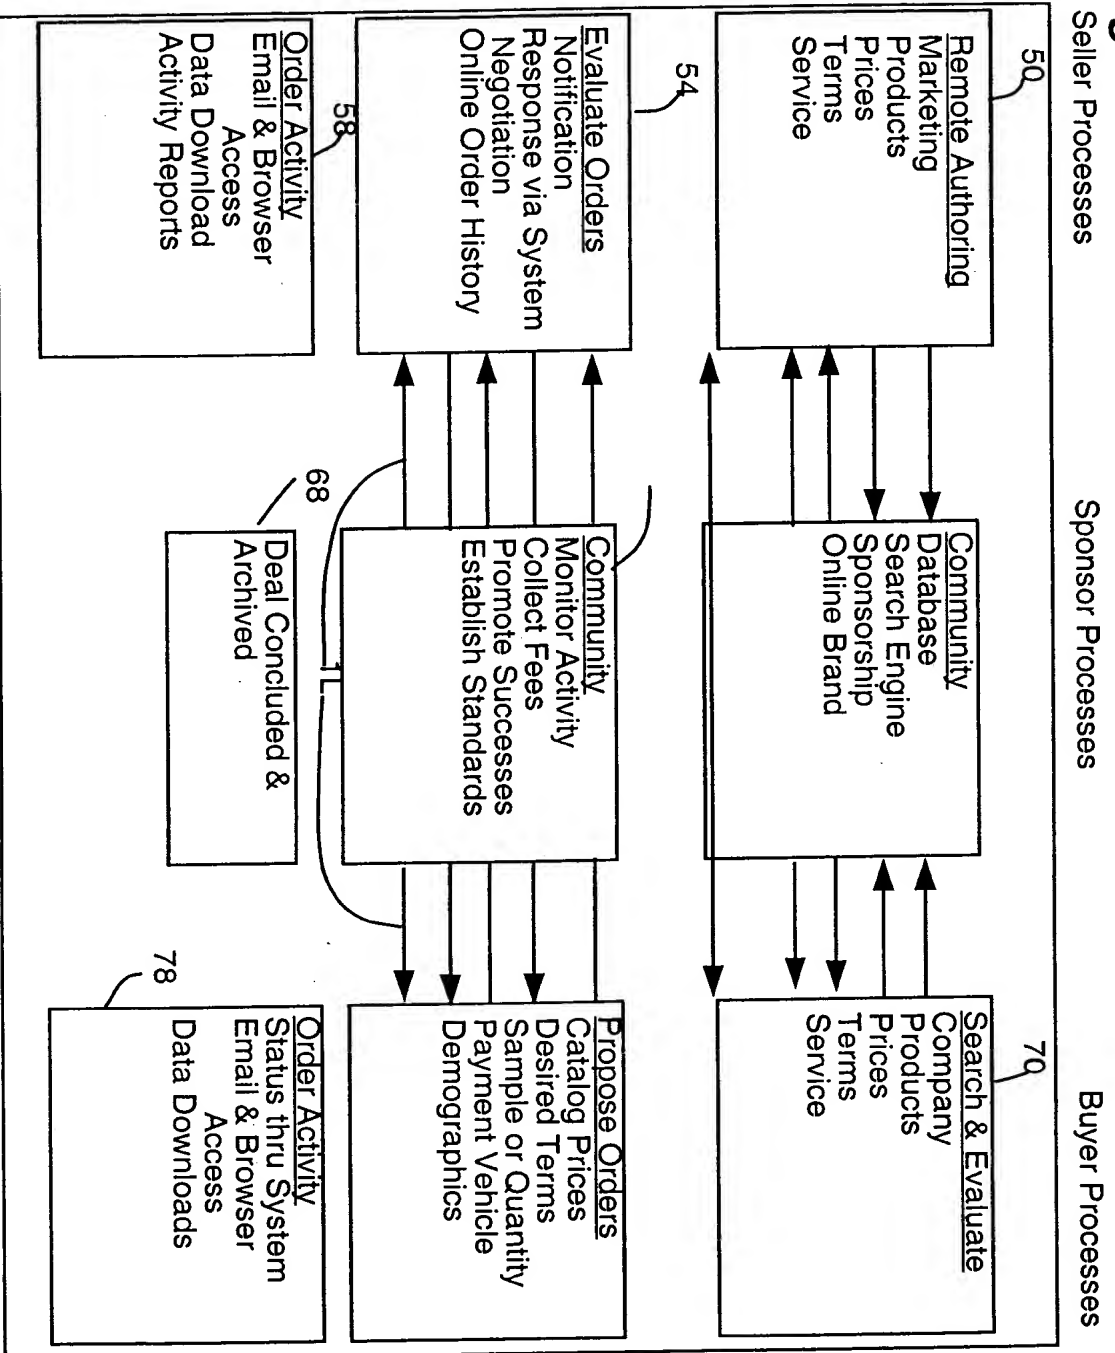 Seller Processes
Sponsor Processes
Buyer Processes
50
Remote Authoring
Marketing
Products
Prices
Terms
Service
Community
Database
Search Engine
Sponsorship
Online Brand
70
Search & Evaluate
Company
Products
Prices
Terms
Service
54
Evaluate Orders
Notification
Response via System
Negotiation
Online Order History
Community
Monitor Activity
Collect Fees
Promote Successes
Establish Standards
Propose Orders
Catalog Prices
Desired Terms
Sample or Quantity
Payment Vehicle
Demographics
1L
58
Order Activity
Email & Browser
Access
Data Download
Activity Reports
68
Deal Concluded &
Archived
78
Order Activity
Status thru System
Email & Browser
Access
Data Downloads